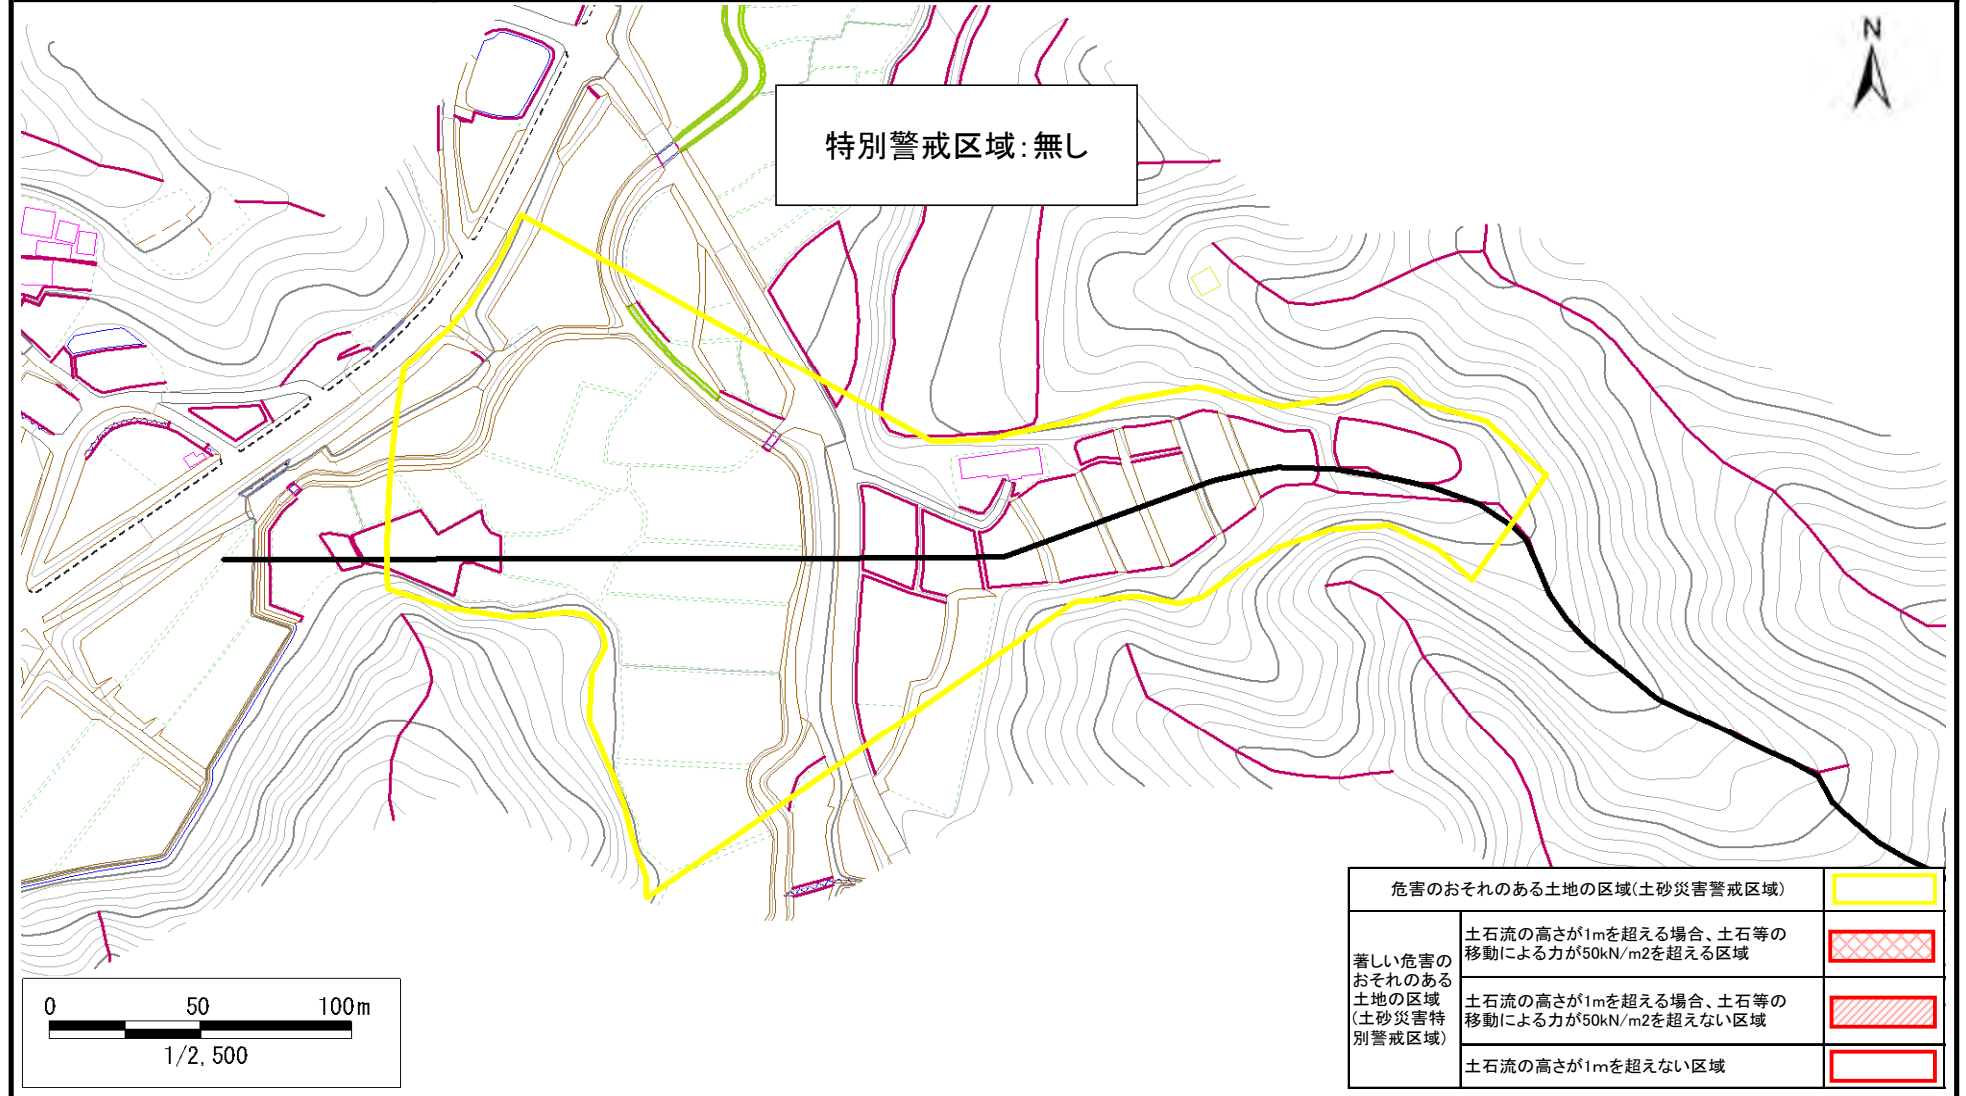 N
特別警戒区域：無し
危害のおそれのある土地の区域(土砂災害警戒区域)
著しい危害の
おそれのある
土地の区域
(土砂災害特
別警戒区域)
土石流の高さが1mを超える場合、土石等の
移動による力が50kN/m2を超える区域
土石流の高さが1mを超える場合、土石等の
移動による力が50kN/m2を超えない区域
土石流の高さが1mを超えない区域
0 50 100m
1/2,500